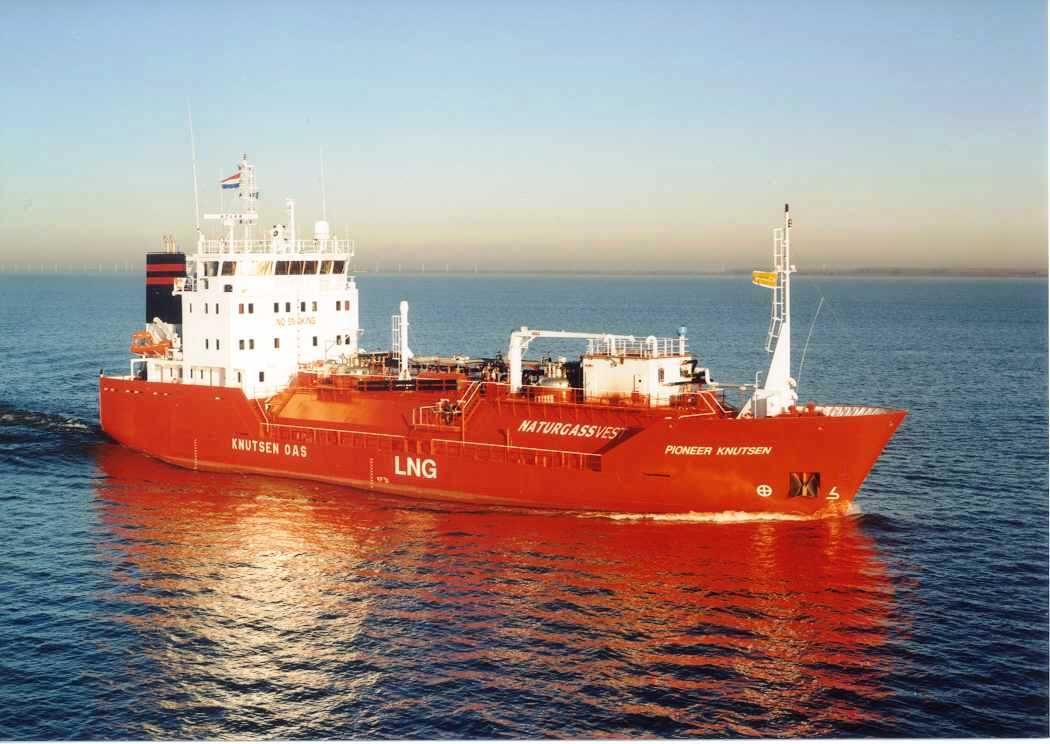 NO SMOKING
NATURGASSVEST
PIONEER KNUTSEN
KNUTSEN OAS
LNG